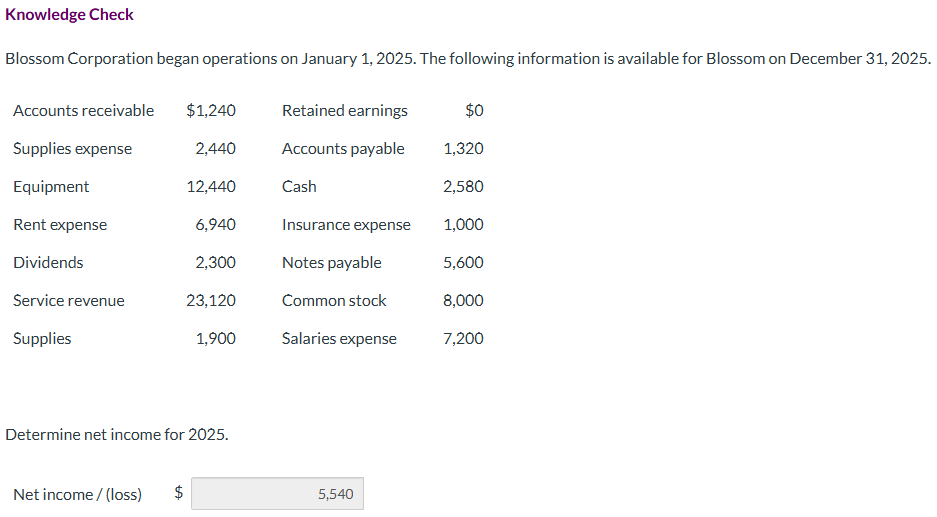 Knowledge Check
Blossom Corporation began operations on January 1, 2025. The following information is available for Blossom on December 31, 2025.
Accounts receivable $1,240 Retained earnings $0
Supplies expense 2,440 Accounts payable 1,320
Equipment 12,440 Cash 2,580
Rent expense 6,940 Insurance expense 1,000
Dividends 2,300 Notes payable 5,600
Service revenue 23,120 Common stock 8,000
Supplies 1,900 Salaries expense 7,200
Determine net income for 2025.
Net income / (loss) $ 5,540